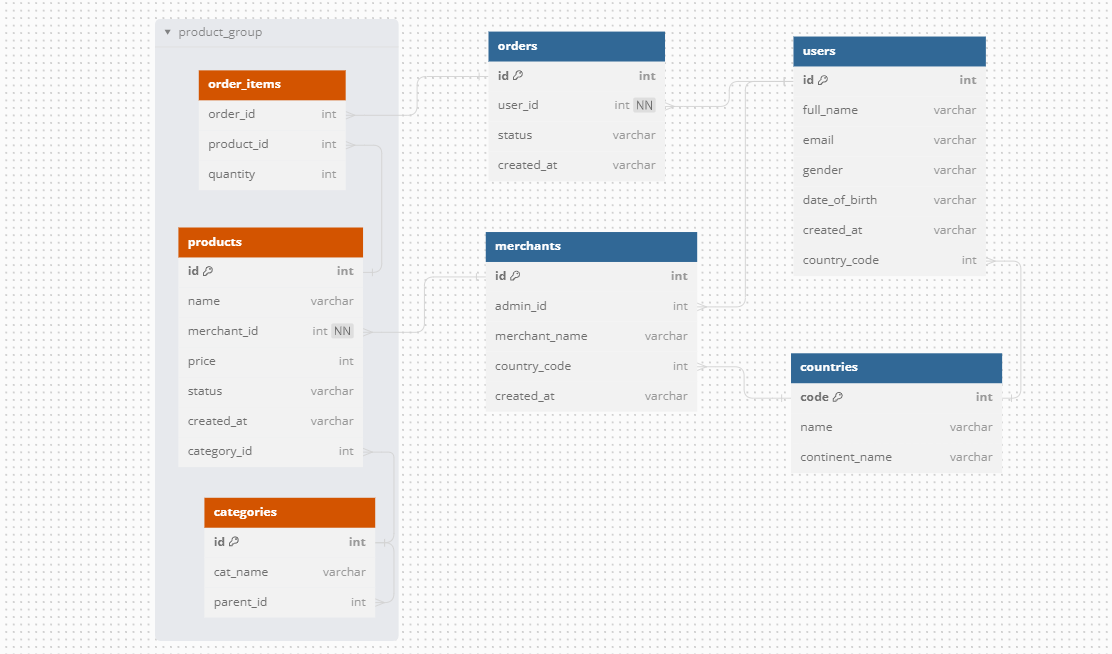 product_group
order_items
order_id int
product_id int
quantity int
products
id int
name varchar
merchant_id int NN
price int
status varchar
created_at varchar
category_id int
categories
id int
cat_name varchar
parent_id int
orders
id int
user_id int NN
status varchar
created_at varchar
merchants
id int
admin_id int
merchant_name varchar
country_code int
created_at varchar
users
id int
full_name varchar
email varchar
gender varchar
date_of_birth varchar
created_at varchar
country_code int
countries
code int
name varchar
continent_name varchar